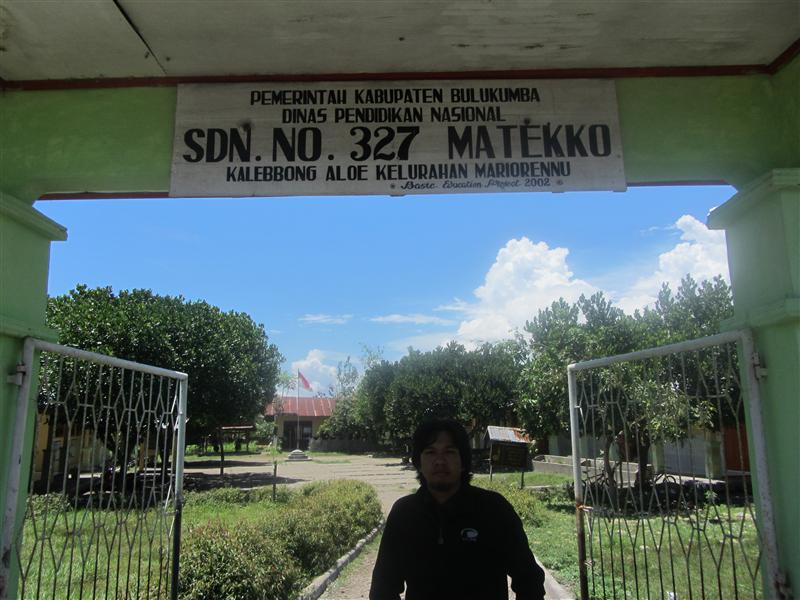 PEMERINTAH KABUPATEN BULUKUMBA
DINAS PENDIDIKAN NASIONAL
SDN. NO. 327 MATEKKO
KALEBBONG ALOE KELURAHAN MARIORENNU
* Basic Education Project 2002 *